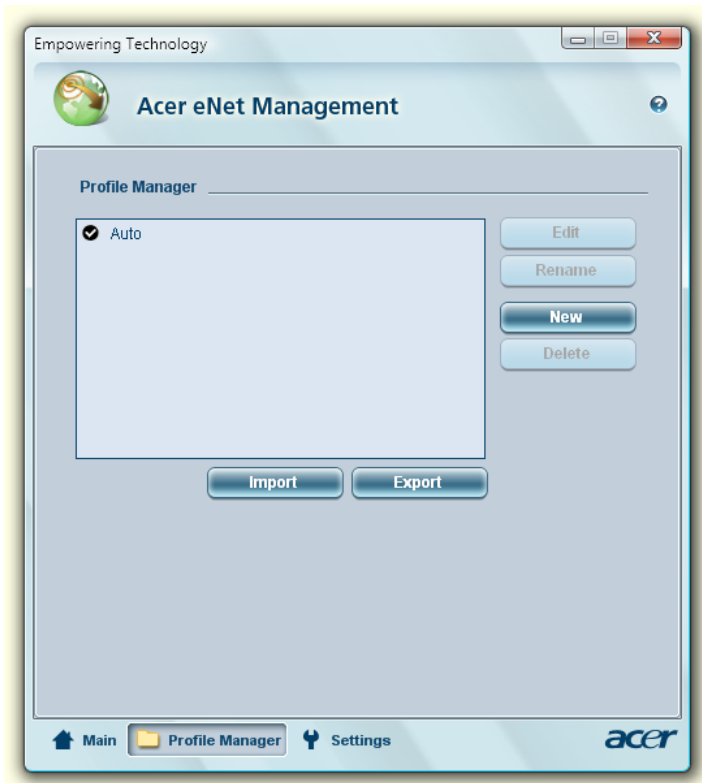 Empowering Technology
Acer eNet Management
Profile Manager
Auto
Edit
Rename
New
Delete
Import Export
Main Profile Manager Settings acer